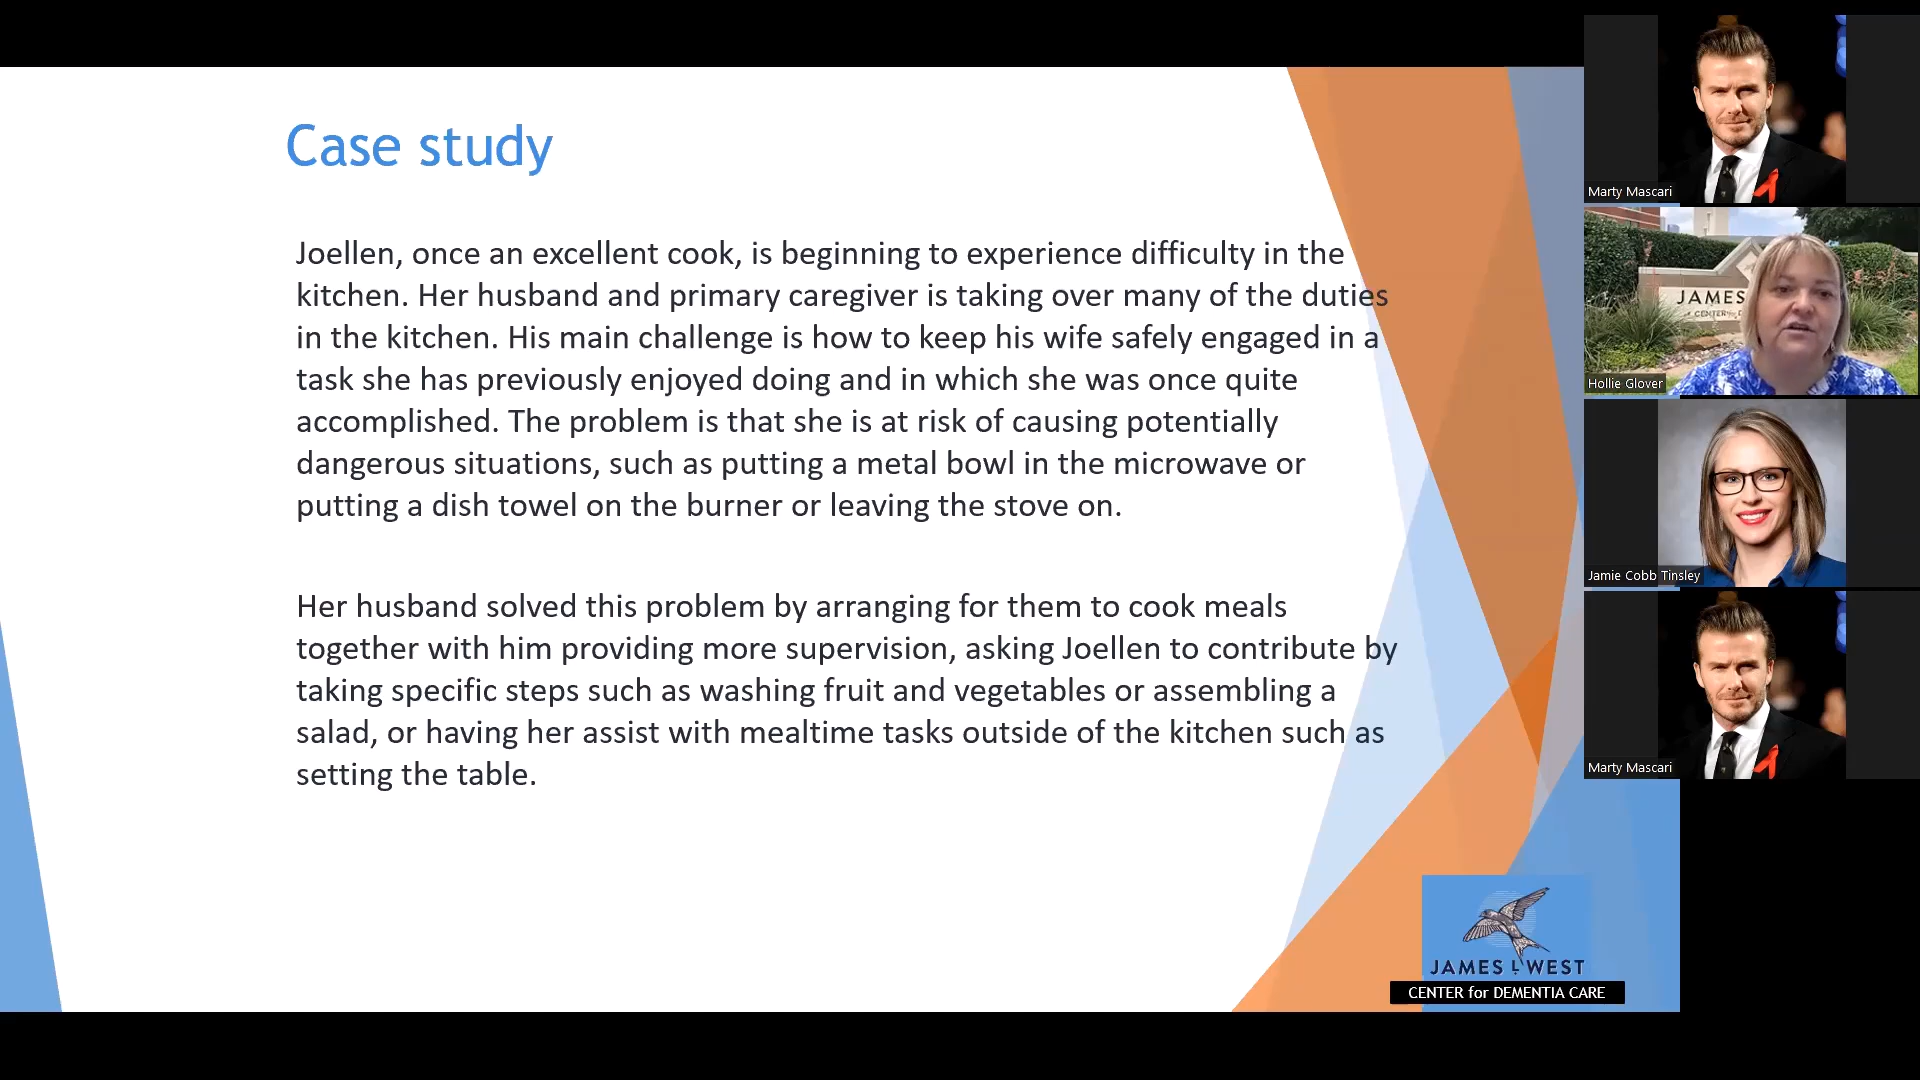 Case study
Joellen, once an excellent cook, is beginning to experience difficulty in the
kitchen. Her husband and primary caregiver is taking over many of the duties
in the kitchen. His main challenge is how to keep his wife safely engaged in a
task she has previously enjoyed doing and in which she was once quite
accomplished. The problem is that she is at risk of causing potentially
dangerous situations, such as putting a metal bowl in the microwave or
putting a dish towel on the burner or leaving the stove on.
Her husband solved this problem by arranging for them to cook meals
together with him providing more supervision, asking Joellen to contribute by
taking specific steps such as washing fruit and vegetables or assembling a
salad, or having her assist with mealtime tasks outside of the kitchen such as
setting the table.
JAMES L WEST
CENTER for DEMENTIA CARE
Marty Mascari
JAMES
CENTER
Hollie Glover
Jamie Cobb Tinsley
Marty Mascari